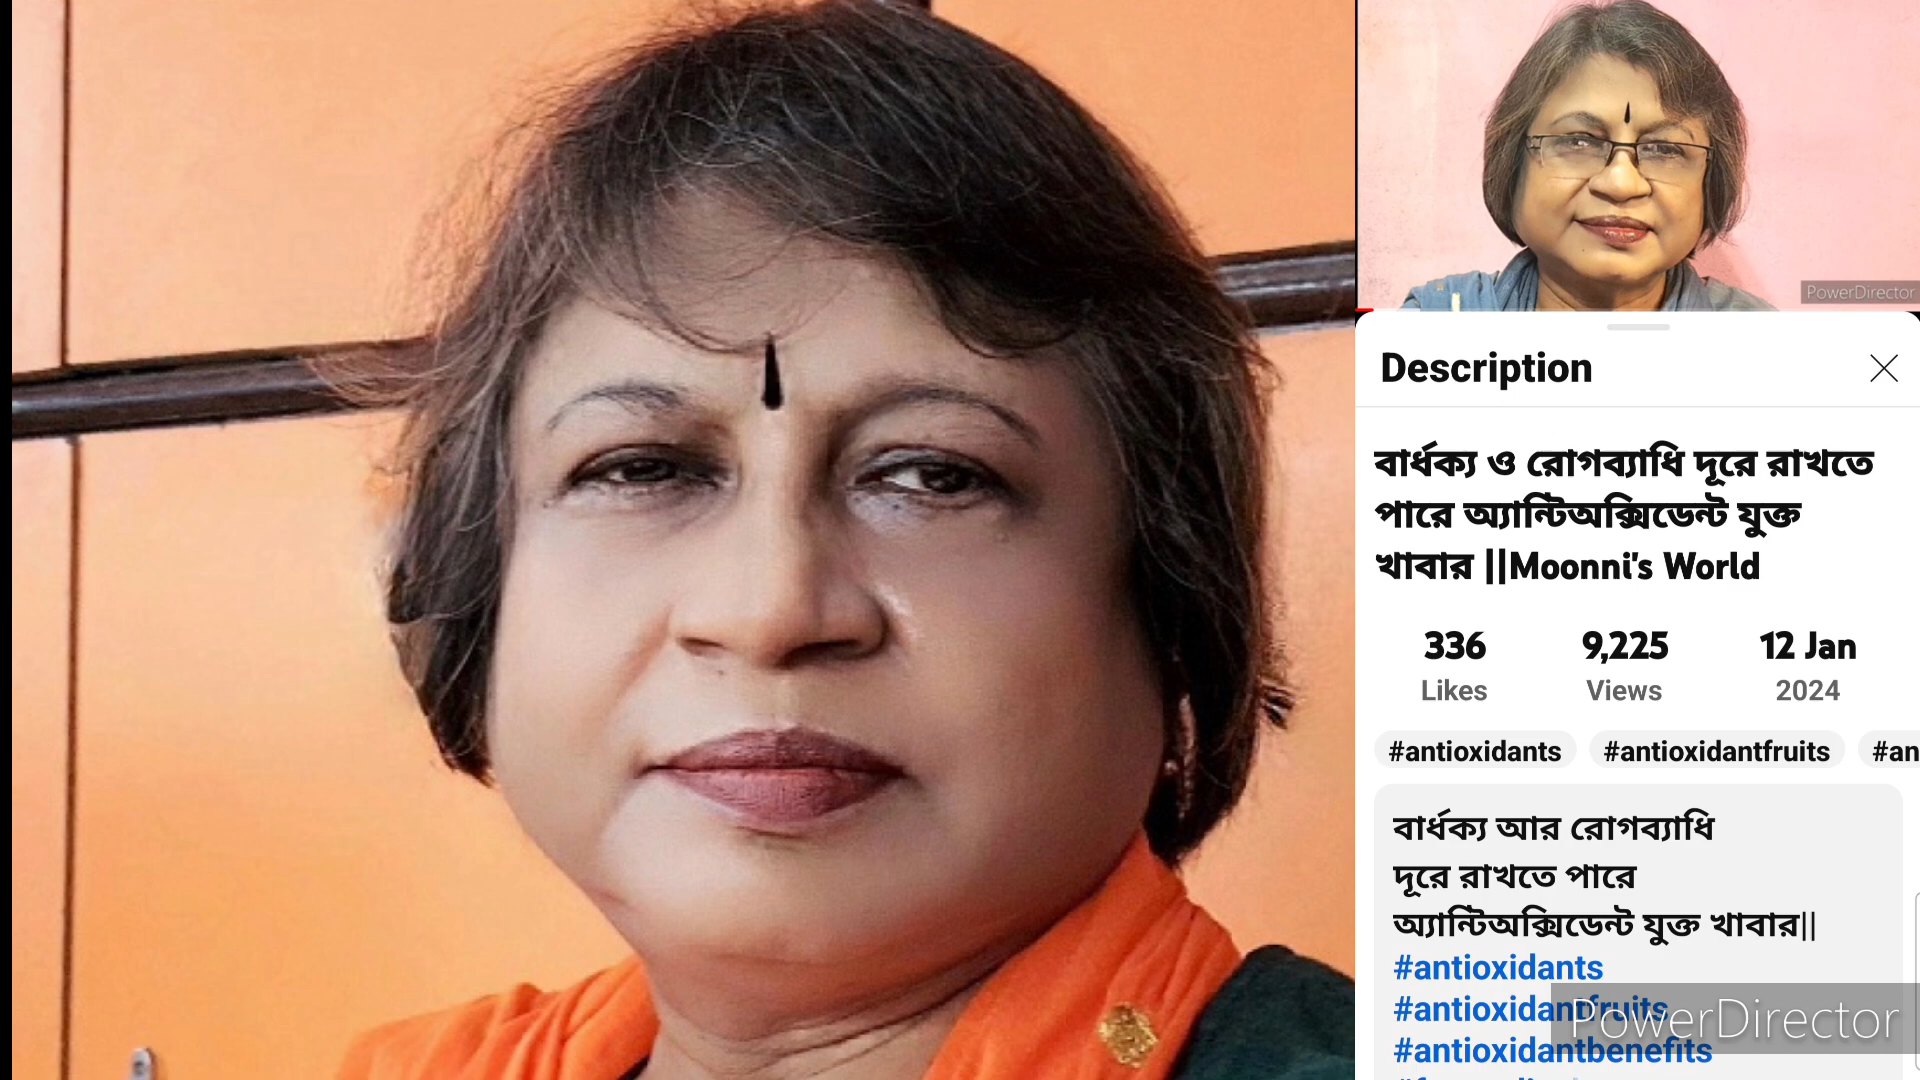 PowerDirector
Description
বার্ধক্য ও রোগব্যাধি দূরে রাখতে
পারে অ্যান্টিঅক্সিডেন্ট যুক্ত
খাবার ||Moonni's World
336 9,225 12 Jan
Likes Views 2024
#antioxidants #antioxidantfruits #an
বার্ধক্য আর রোগব্যাধি
দূরে রাখতে পারে
অ্যান্টিঅক্সিডেন্ট যুক্ত খাবার||
#antioxidants
#antioxidantfruits
PowerDirector
#antioxidantbenefits